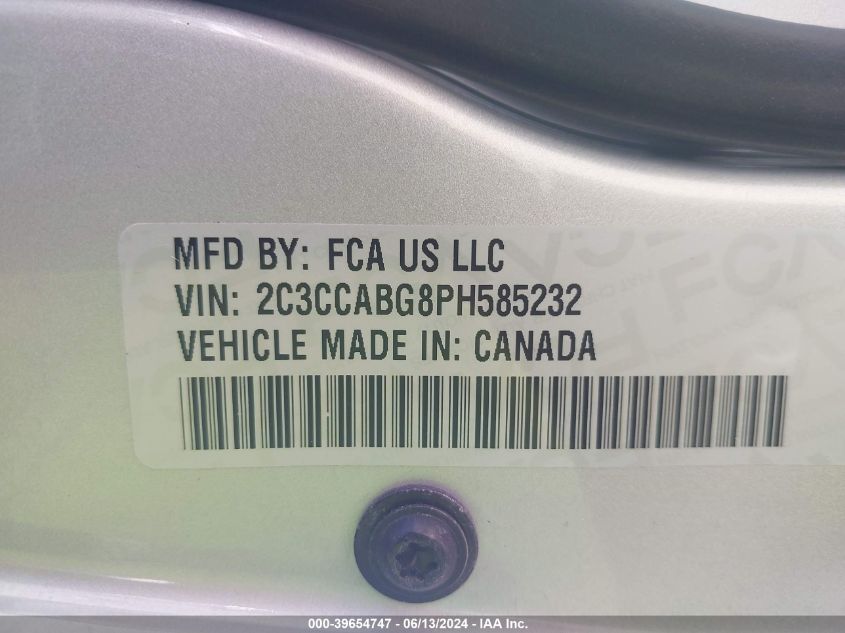 MFD BY: FCA US LLC
VIN: 2C3CCABG8PH585232
VEHICLE MADE IN: CANADA
000-39654747 - 06/13/2024 - IAA Inc.